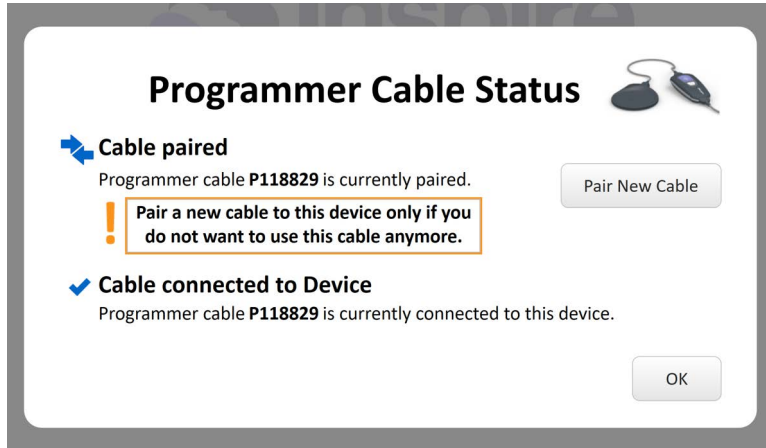 inspire
Programmer Cable Status
Cable paired
Programmer cable P118829 is currently paired.
Pair New Cable
Pair a new cable to this device only if you
do not want to use this cable anymore.
Cable connected to Device
Programmer cable P118829 is currently connected to this device.
OK